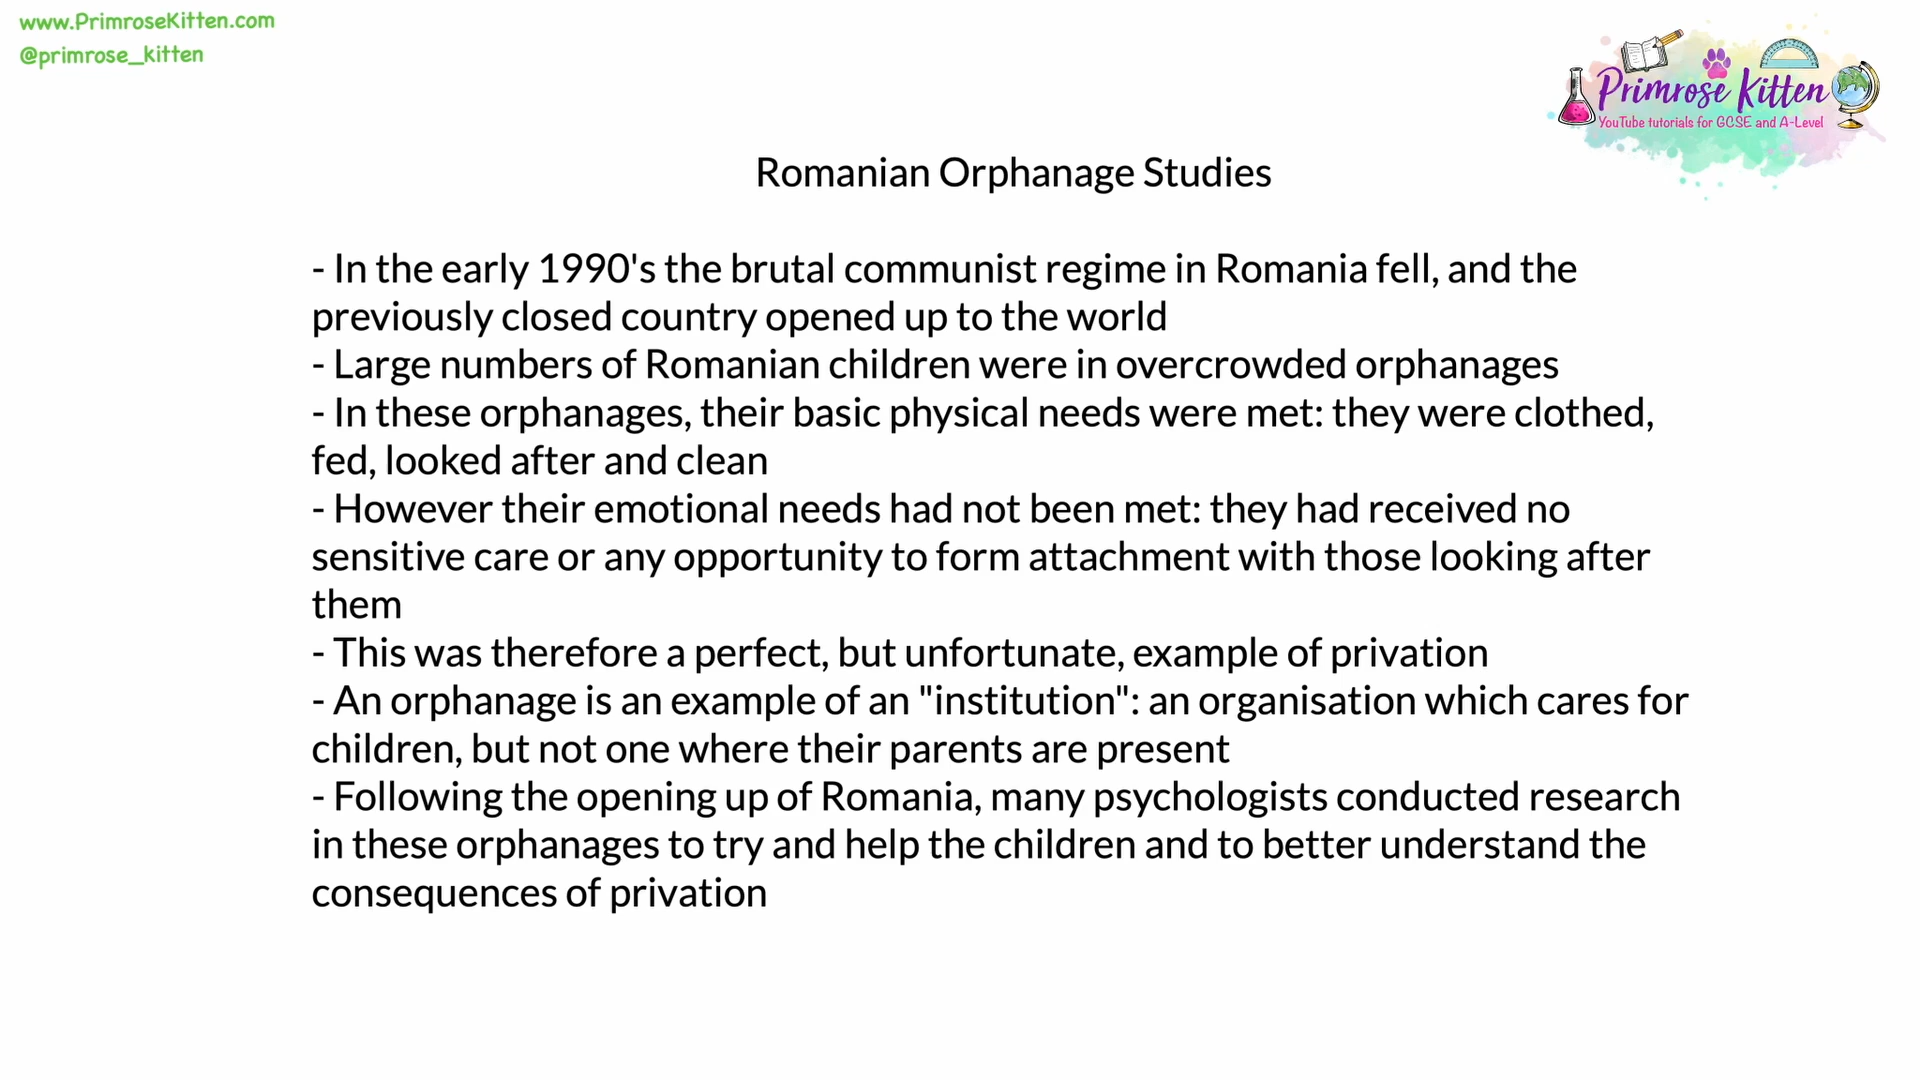 www.PrimroseKitten.com
@primrose_kitten
Primrose Kitten
YouTube tutorials for GCSE and A-Level
Romanian Orphanage Studies
- In the early 1990's the brutal communist regime in Romania fell, and the
previously closed country opened up to the world
- Large numbers of Romanian children were in overcrowded orphanages
- In these orphanages, their basic physical needs were met: they were clothed,
fed, looked after and clean
- However their emotional needs had not been met: they had received no
sensitive care or any opportunity to form attachment with those looking after
them
- This was therefore a perfect, but unfortunate, example of privation
- An orphanage is an example of an "institution": an organisation which cares for
children, but not one where their parents are present
- Following the opening up of Romania, many psychologists conducted research
in these orphanages to try and help the children and to better understand the
consequences of privation